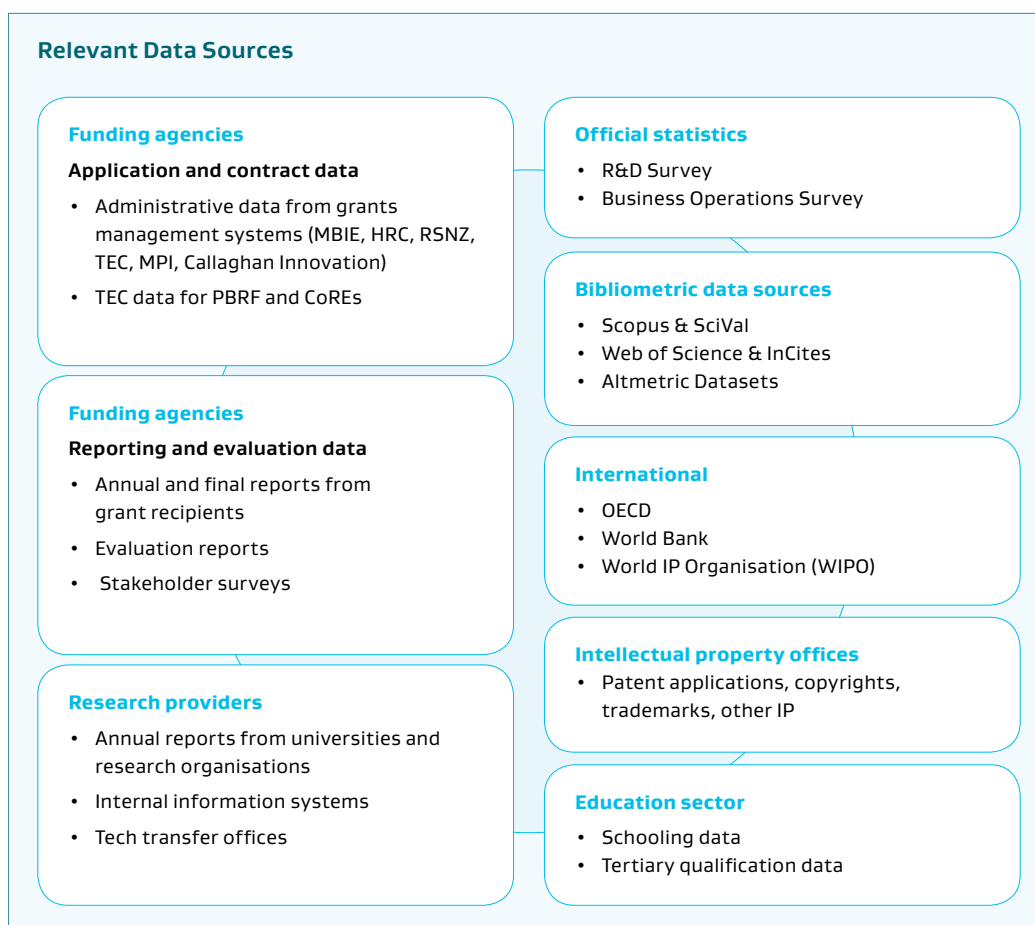 Relevant Data Sources
Funding agencies
Application and contract data
• Administrative data from grants
management systems (MBIE, HRC, RSNZ,
TEC, MPI, Callaghan Innovation)
• TEC data for PBRF and CoREs
Funding agencies
Reporting and evaluation data
• Annual and final reports from
grant recipients
• Evaluation reports
• Stakeholder surveys
Research providers
• Annual reports from universities and
research organisations
• Internal information systems
• Tech transfer offices
Official statistics
• R&D Survey
• Business Operations Survey
Bibliometric data sources
• Scopus & SciVal
• Web of Science & InCites
• Altmetric Datasets
International
• OECD
• World Bank
• World IP Organisation (WIPO)
Intellectual property offices
• Patent applications, copyrights,
trademarks, other IP
Education sector
• Schooling data
• Tertiary qualification data